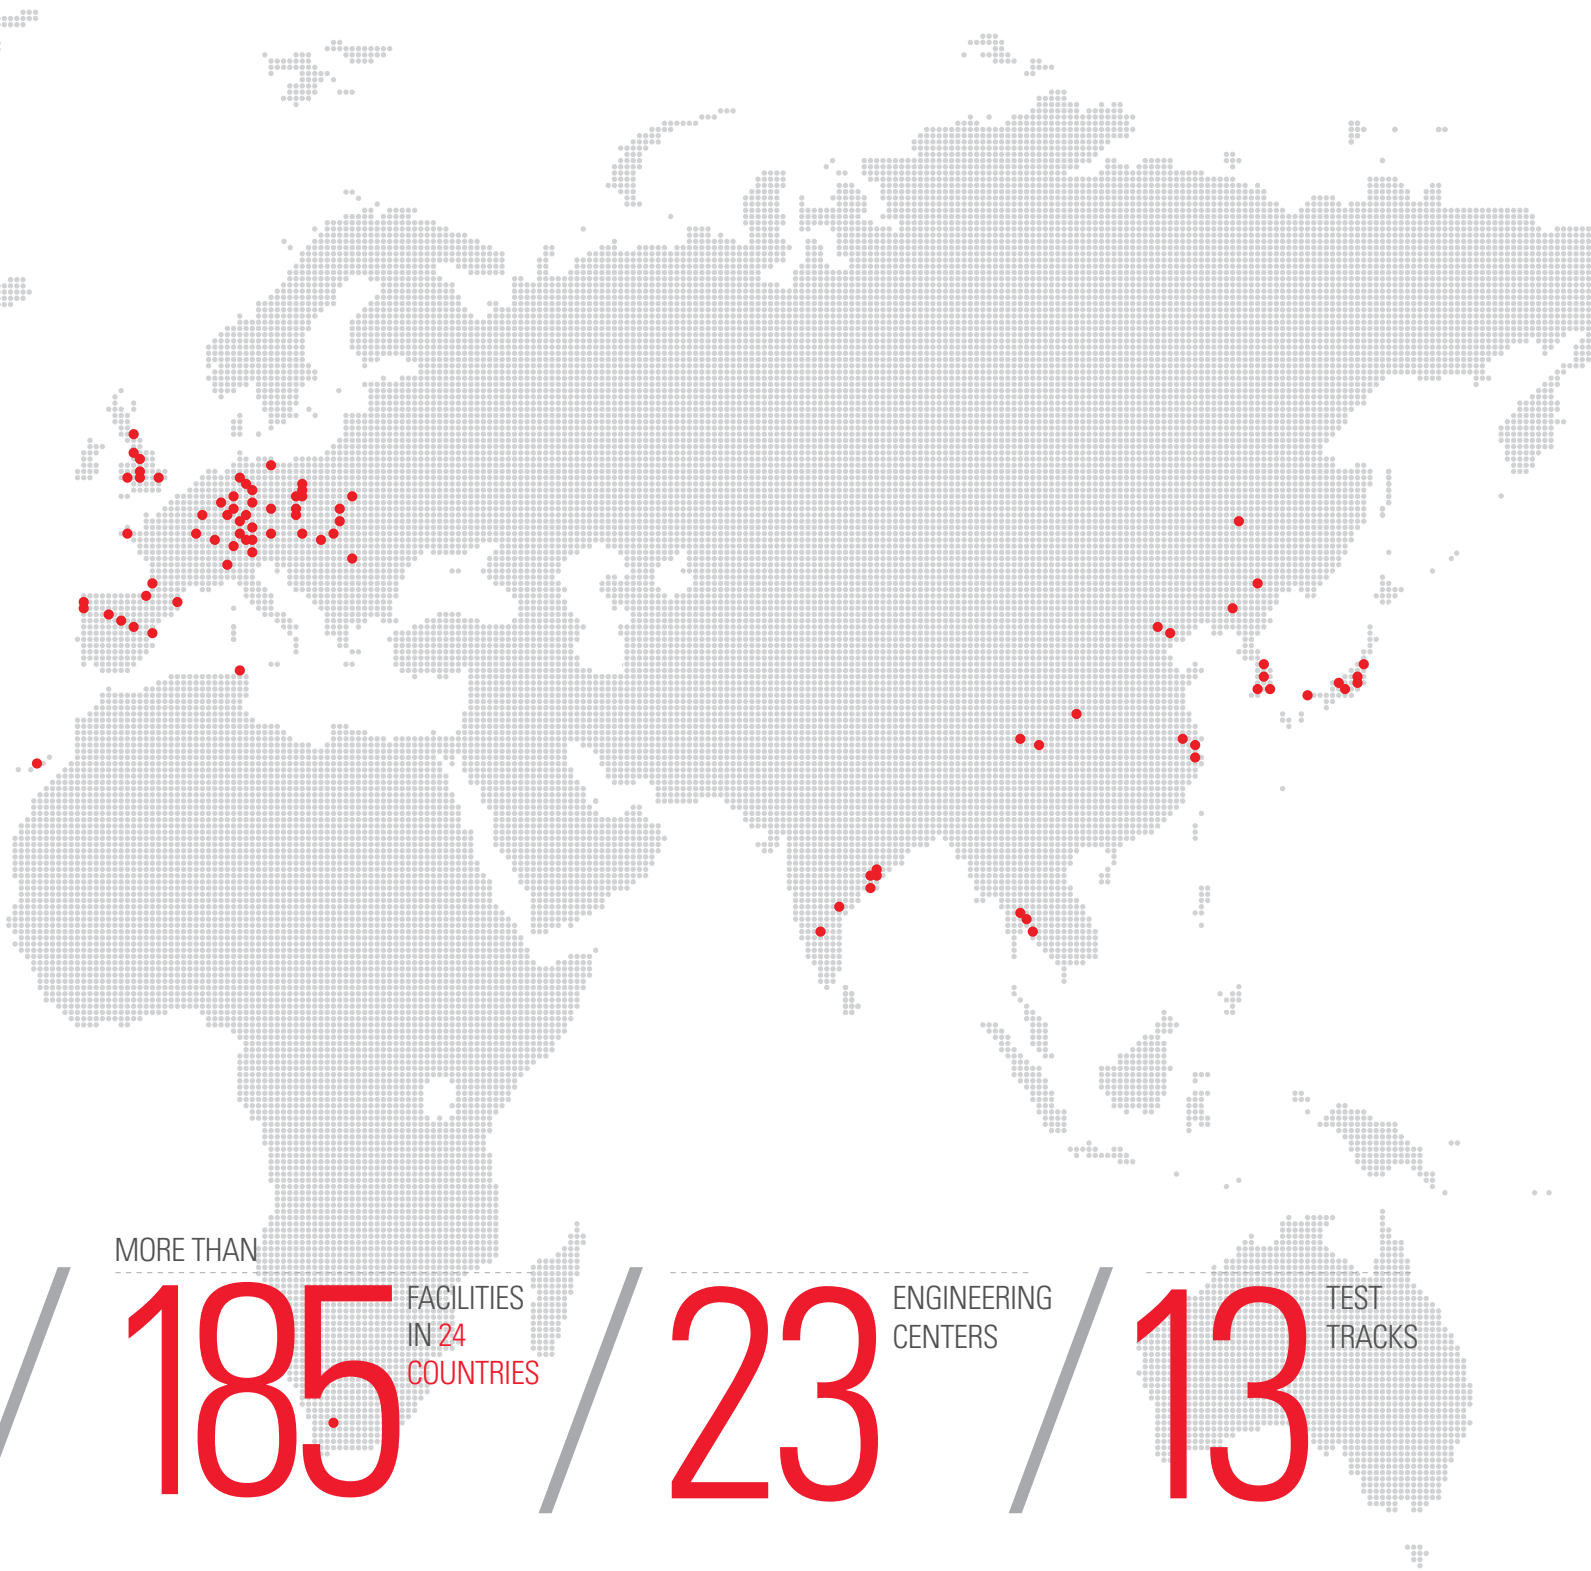 MORE THAN
185
FACILITIES
IN 24
COUNTRIES
23
ENGINEERING
CENTERS
13
TEST
TRACKS